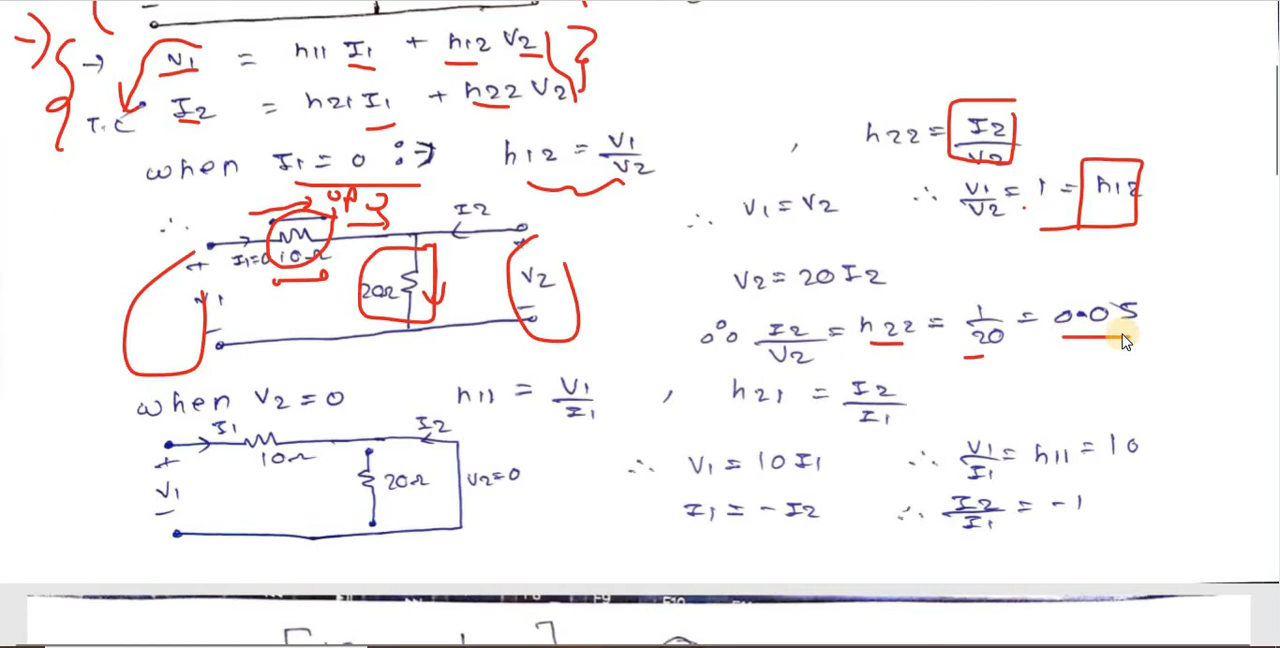 → V1 = h11 I1 + h12 V2
T.C I2 = h21 I1 + h22 V2
when I1 = 0 :→ h12 = V1/V2 , h22 = I2/V2
∴ V1 = V2 ∴ V1/V2 = 1 = h12
OP
I2
I1=0 10Ω
+ V1 −
20Ω
+ V2 −
V2 = 20 I2
∴ I2/V2 = h22 = 1/20 = 0.05
when V2 = 0 h11 = V1/I1 , h21 = I2/I1
I1 I2
10Ω
+ V1 −
20Ω V2=0
∴ V1 = 10 I1 ∴ V1/I1 = h11 = 10
I1 = - I2 ∴ I2/I1 = -1